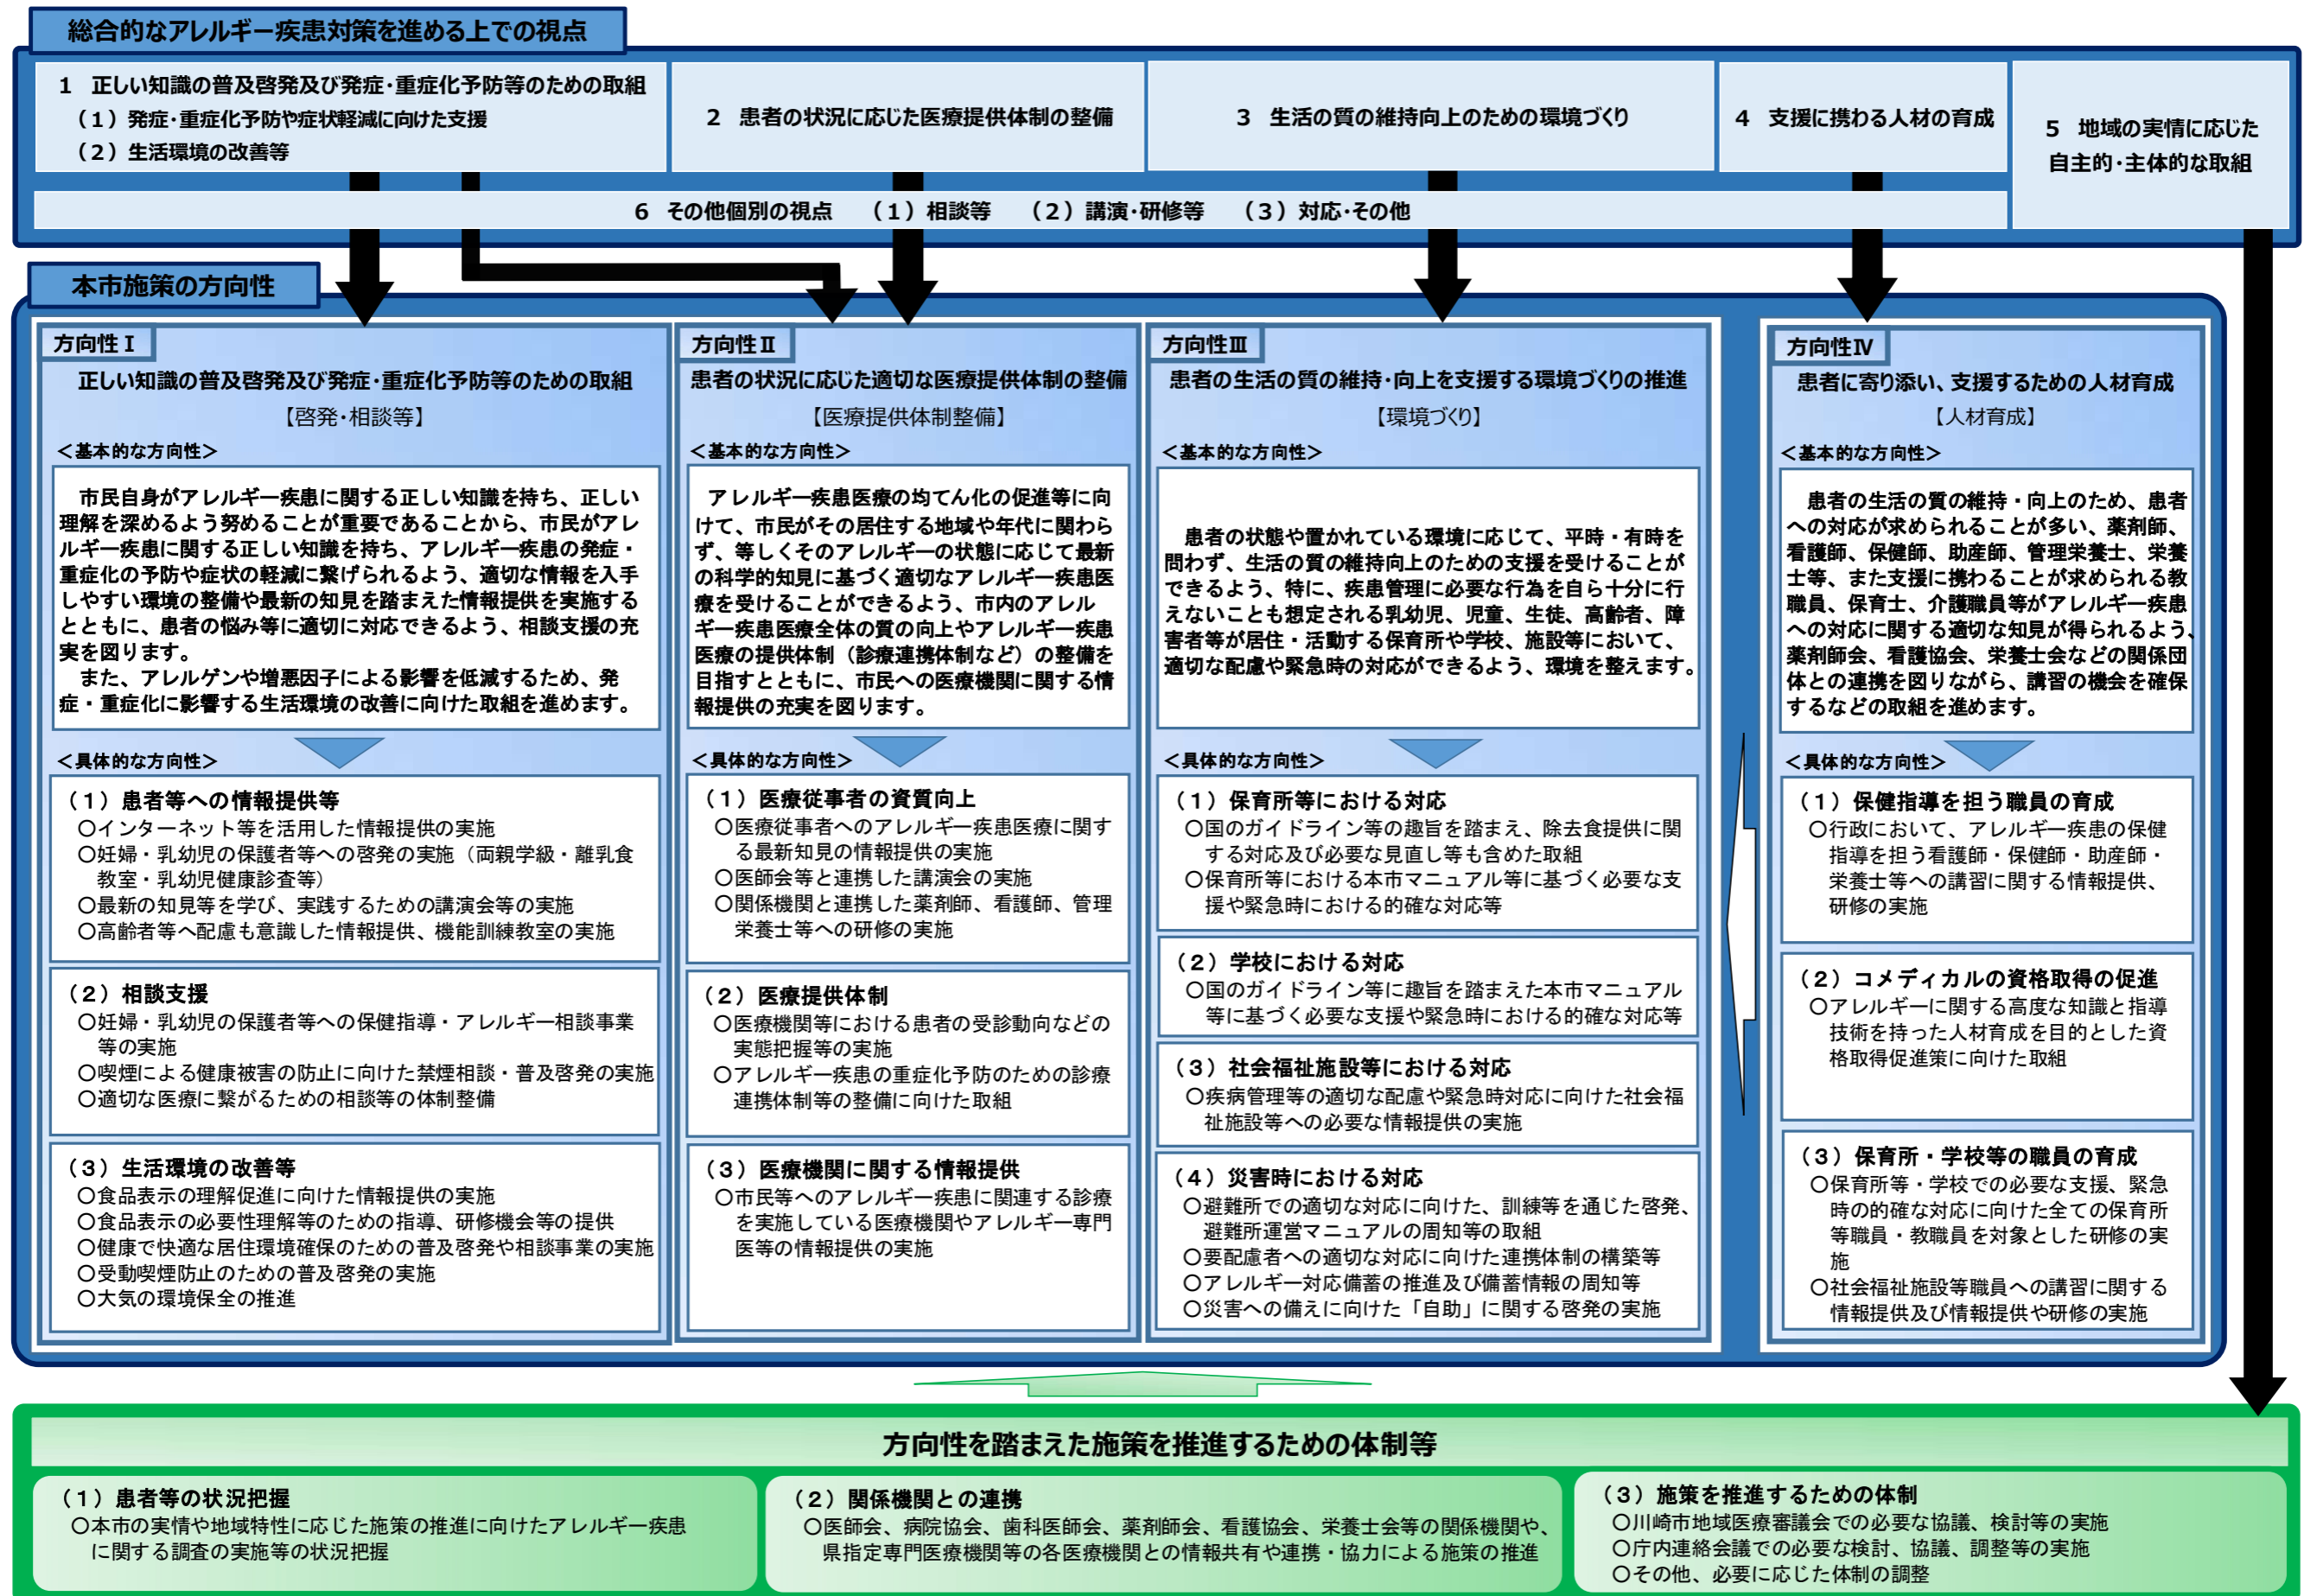 総合的なアレルギー疾患対策を進める上での視点
1 正しい知識の普及啓発及び発症・重症化予防等のための取組
（1）発症・重症化予防や症状軽減に向けた支援
（2）生活環境の改善等
2 患者の状況に応じた医療提供体制の整備
3 生活の質の維持向上のための環境づくり
4 支援に携わる人材の育成
5 地域の実情に応じた
自主的・主体的な取組
6 その他個別の視点 （1）相談等 （2）講演・研修等 （3）対応・その他
本市施策の方向性
方向性Ⅰ
正しい知識の普及啓発及び発症・重症化予防等のための取組
【啓発・相談等】
＜基本的な方向性＞
市民自身がアレルギー疾患に関する正しい知識を持ち、正しい
理解を深めるよう努めることが重要であることから、市民がアレ
ルギー疾患に関する正しい知識を持ち、アレルギー疾患の発症・
重症化の予防や症状の軽減に繋げられるよう、適切な情報を入手
しやすい環境の整備や最新の知見を踏まえた情報提供を実施する
とともに、患者の悩み等に適切に対応できるよう、相談支援の充
実を図ります。
また、アレルゲンや増悪因子による影響を低減するため、発
症・重症化に影響する生活環境の改善に向けた取組を進めます。
＜具体的な方向性＞
（1）患者等への情報提供等
○インターネット等を活用した情報提供の実施
○妊婦・乳幼児の保護者等への啓発の実施（両親学級・離乳食
教室・乳幼児健康診査等）
○最新の知見等を学び、実践するための講演会等の実施
○高齢者等へ配慮も意識した情報提供、機能訓練教室の実施
（2）相談支援
○妊婦・乳幼児の保護者等への保健指導・アレルギー相談事業
等の実施
○喫煙による健康被害の防止に向けた禁煙相談・普及啓発の実施
○適切な医療に繋がるための相談等の体制整備
（3）生活環境の改善等
○食品表示の理解促進に向けた情報提供の実施
○食品表示の必要性理解等のための指導、研修機会等の提供
○健康で快適な居住環境確保のための普及啓発や相談事業の実施
○受動喫煙防止のための普及啓発の実施
○大気の環境保全の推進
方向性Ⅱ
患者の状況に応じた適切な医療提供体制の整備
【医療提供体制整備】
＜基本的な方向性＞
アレルギー疾患医療の均てん化の促進等に向
けて、市民がその居住する地域や年代に関わら
ず、等しくそのアレルギーの状態に応じて最新
の科学的知見に基づく適切なアレルギー疾患医
療を受けることができるよう、市内のアレル
ギー疾患医療全体の質の向上やアレルギー疾患
医療の提供体制（診療連携体制など）の整備を
目指すとともに、市民への医療機関に関する情
報提供の充実を図ります。
＜具体的な方向性＞
（1）医療従事者の資質向上
○医療従事者へのアレルギー疾患医療に関す
る最新知見の情報提供の実施
○医師会等と連携した講演会の実施
○関係機関と連携した薬剤師、看護師、管理
栄養士等への研修の実施
（2）医療提供体制
○医療機関等における患者の受診動向などの
実態把握等の実施
○アレルギー疾患の重症化予防のための診療
連携体制等の整備に向けた取組
（3）医療機関に関する情報提供
○市民等へのアレルギー疾患に関連する診療
を実施している医療機関やアレルギー専門
医等の情報提供の実施
方向性Ⅲ
患者の生活の質の維持・向上を支援する環境づくりの推進
【環境づくり】
＜基本的な方向性＞
患者の状態や置かれている環境に応じて、平時・有時を
問わず、生活の質の維持向上のための支援を受けることが
できるよう、特に、疾患管理に必要な行為を自ら十分に行
えないことも想定される乳幼児、児童、生徒、高齢者、障
害者等が居住・活動する保育所や学校、施設等において、
適切な配慮や緊急時の対応ができるよう、環境を整えます。
＜具体的な方向性＞
（1）保育所等における対応
○国のガイドライン等の趣旨を踏まえ、除去食提供に関
する対応及び必要な見直し等も含めた取組
○保育所等における本市マニュアル等に基づく必要な支
援や緊急時における的確な対応等
（2）学校における対応
○国のガイドライン等に趣旨を踏まえた本市マニュアル
等に基づく必要な支援や緊急時における的確な対応等
（3）社会福祉施設等における対応
○疾病管理等の適切な配慮や緊急時対応に向けた社会福
祉施設等への必要な情報提供の実施
（4）災害時における対応
○避難所での適切な対応に向けた、訓練等を通じた啓発、
避難所運営マニュアルの周知等の取組
○要配慮者への適切な対応に向けた連携体制の構築等
○アレルギー対応備蓄の推進及び備蓄情報の周知等
○災害への備えに向けた「自助」に関する啓発の実施
方向性Ⅳ
患者に寄り添い、支援するための人材育成
【人材育成】
＜基本的な方向性＞
患者の生活の質の維持・向上のため、患者
への対応が求められることが多い、薬剤師、
看護師、保健師、助産師、管理栄養士、栄養
士等、また支援に携わることが求められる教
職員、保育士、介護職員等がアレルギー疾患
への対応に関する適切な知見が得られるよう、
薬剤師会、看護協会、栄養士会などの関係団
体との連携を図りながら、講習の機会を確保
するなどの取組を進めます。
＜具体的な方向性＞
（1）保健指導を担う職員の育成
○行政において、アレルギー疾患の保健
指導を担う看護師・保健師・助産師・
栄養士等への講習に関する情報提供、
研修の実施
（2）コメディカルの資格取得の促進
○アレルギーに関する高度な知識と指導
技術を持った人材育成を目的とした資
格取得促進策に向けた取組
（3）保育所・学校等の職員の育成
○保育所等・学校での必要な支援、緊急
時の的確な対応に向けた全ての保育所
等職員・教職員を対象とした研修の実
施
○社会福祉施設等職員への講習に関する
情報提供及び情報提供や研修の実施
方向性を踏まえた施策を推進するための体制等
（1）患者等の状況把握
○本市の実情や地域特性に応じた施策の推進に向けたアレルギー疾患
に関する調査の実施等の状況把握
（2）関係機関との連携
○医師会、病院協会、歯科医師会、薬剤師会、看護協会、栄養士会等の関係機関や、
県指定専門医療機関等の各医療機関との情報共有や連携・協力による施策の推進
（3）施策を推進するための体制
○川崎市地域医療審議会での必要な協議、検討等の実施
○庁内連絡会議での必要な検討、協議、調整等の実施
○その他、必要に応じた体制の調整